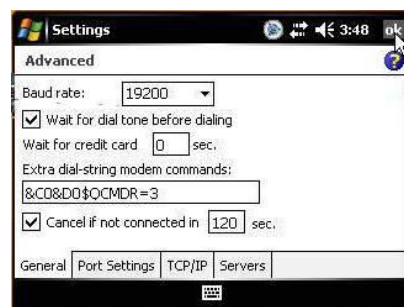 Settings 3:48 ok
Advanced
Baud rate: 19200
Wait for dial tone before dialing
Wait for credit card 0 sec.
Extra dial-string modem commands:
&C0&D0$QCMDR=3
Cancel if not connected in 120 sec.
General Port Settings TCP/IP Servers